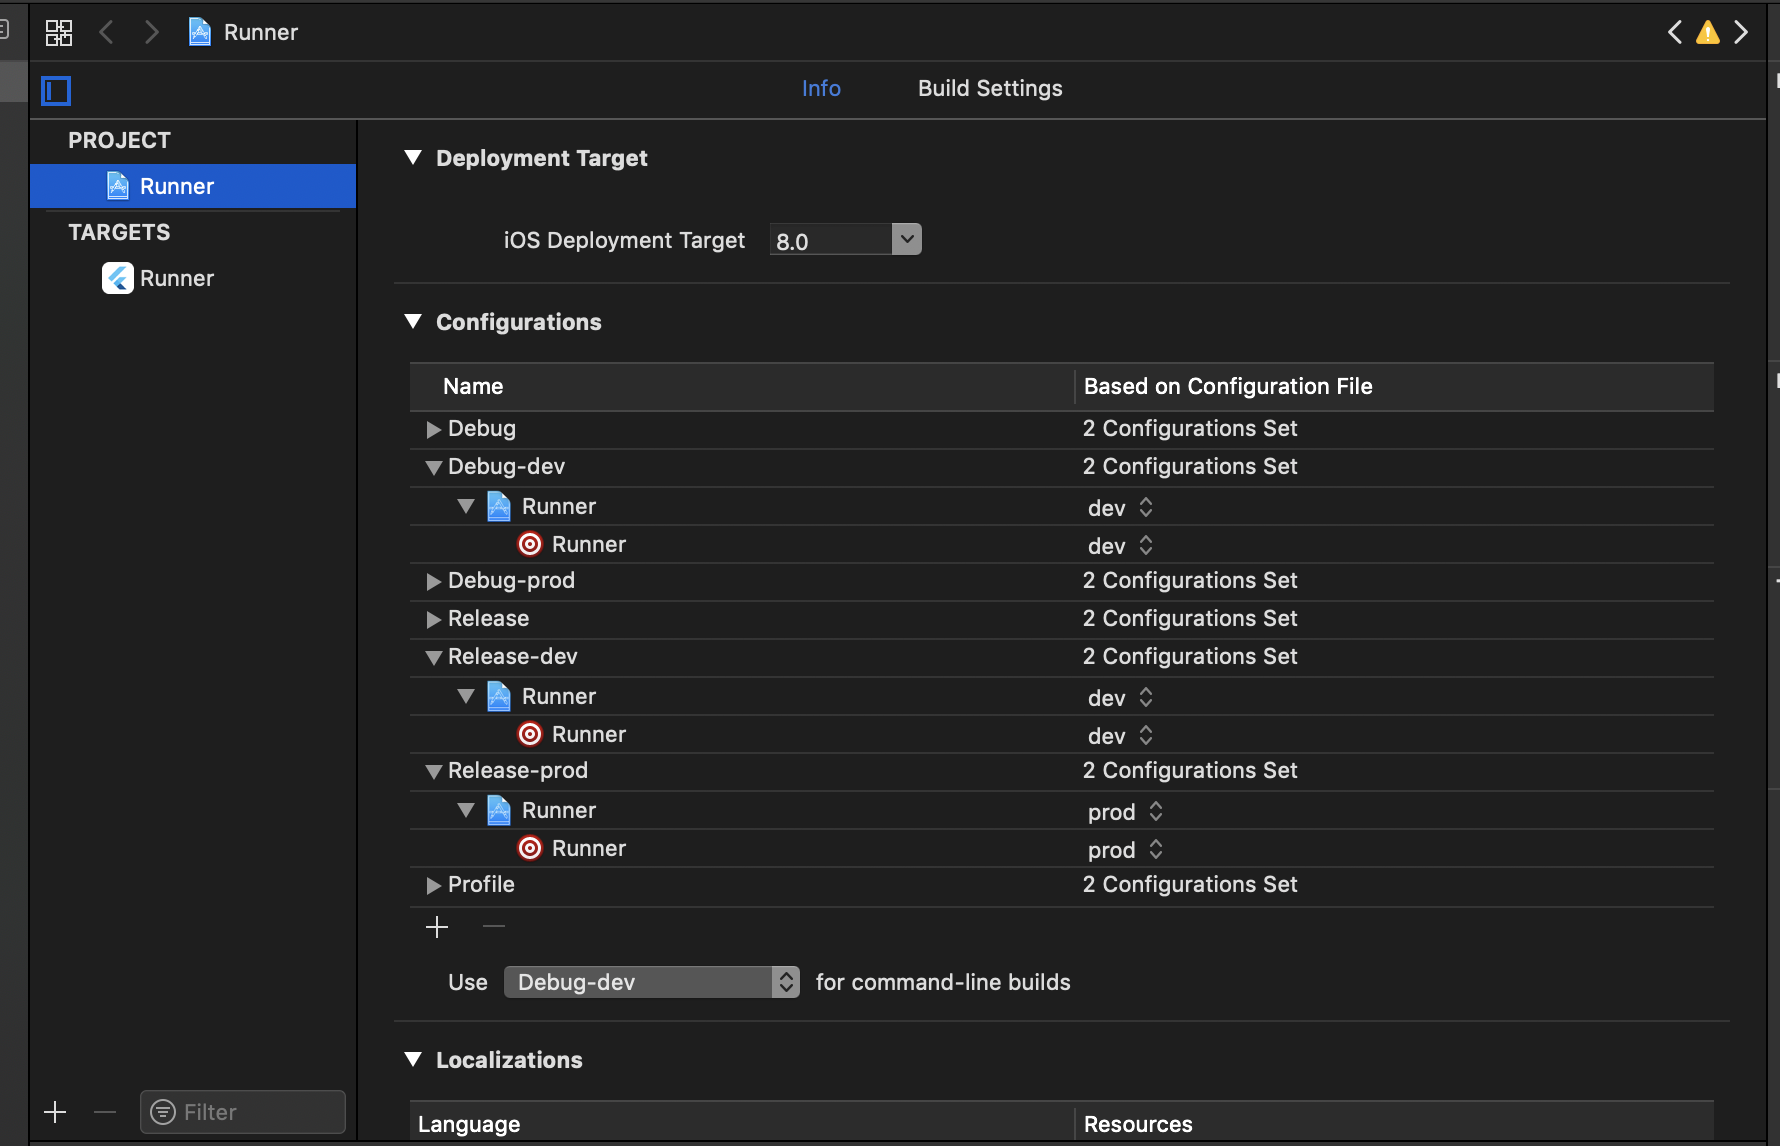 Runner
Info Build Settings
PROJECT
Runner
TARGETS
Runner
Deployment Target
iOS Deployment Target 8.0
Configurations
Name Based on Configuration File
Debug 2 Configurations Set
Debug-dev 2 Configurations Set
Runner dev
Runner dev
Debug-prod 2 Configurations Set
Release 2 Configurations Set
Release-dev 2 Configurations Set
Runner dev
Runner dev
Release-prod 2 Configurations Set
Runner prod
Runner prod
Profile 2 Configurations Set
Use Debug-dev for command-line builds
Localizations
Filter
Language Resources